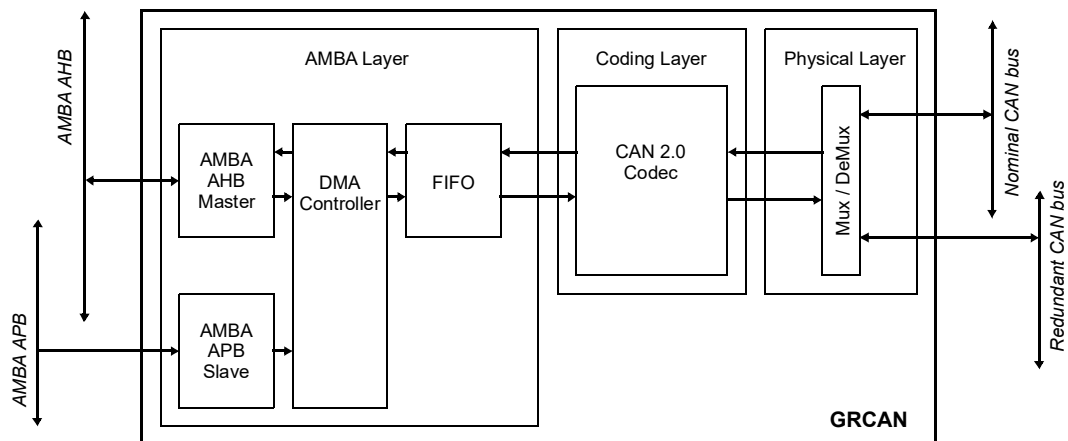 AMBA AHB
AMBA APB
AMBA Layer
AMBA
AHB
Master
DMA
Controller
FIFO
AMBA
APB
Slave
Coding Layer
CAN 2.0
Codec
Physical Layer
Mux / DeMux
Nominal CAN bus
Redundant CAN bus
GRCAN